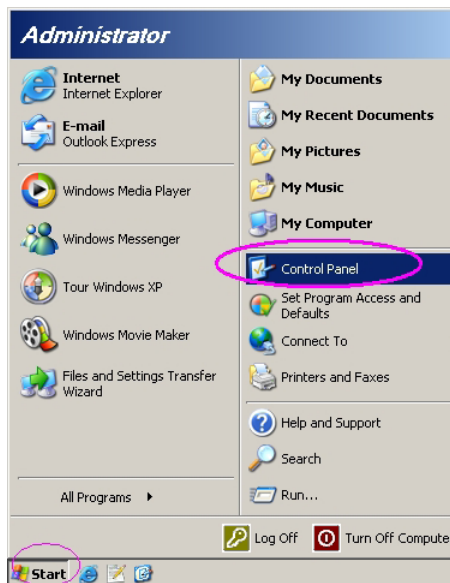 Administrator
Internet
Internet Explorer
E-mail
Outlook Express
Windows Media Player
Windows Messenger
Tour Windows XP
Windows Movie Maker
Files and Settings Transfer
Wizard
All Programs
My Documents
My Recent Documents
My Pictures
My Music
My Computer
Control Panel
Set Program Access and
Defaults
Connect To
Printers and Faxes
Help and Support
Search
Run...
Log Off
Turn Off Compute
Start